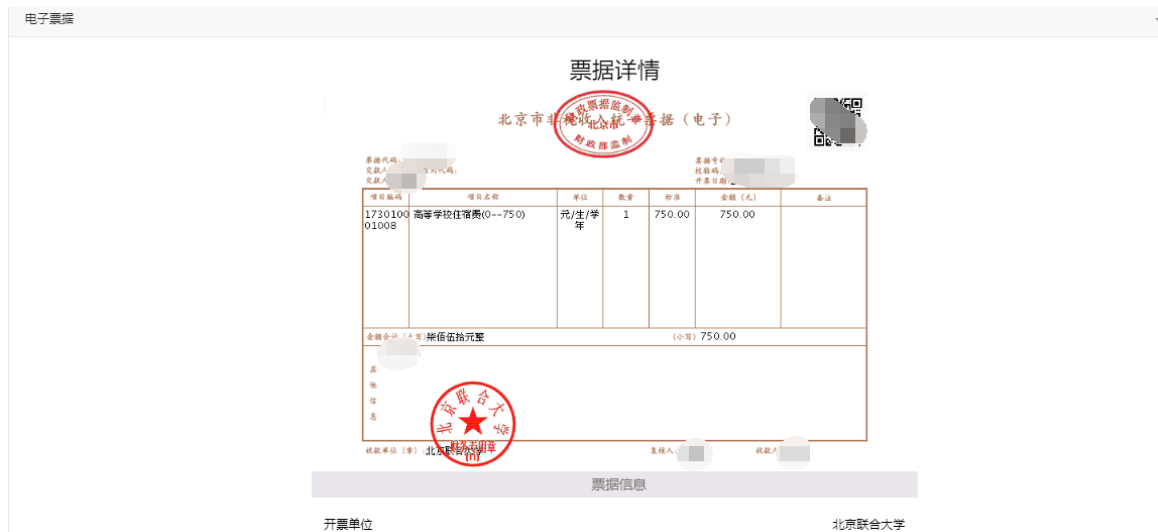 电子票据
票据详情
北京市非税收入统一票据（电子）
财政票据监制章
北京市
财政部监制
票据代码：
交款人
代码：
交款人
票据号码
校验码：
开票日期：
项目编码 项目名称 单位 数量 标准 金额（元） 备注
1730100 高等学校住宿费(0--750) 元/生/学 1 750.00 750.00
01008 年
金额合计（大写）柒佰伍拾元整 （小写）750.00
其
他
信
息
北京联合大学
财务专用章
收款单位（章）：北京联合大学 复核人： 收款人
票据信息
开票单位 北京联合大学